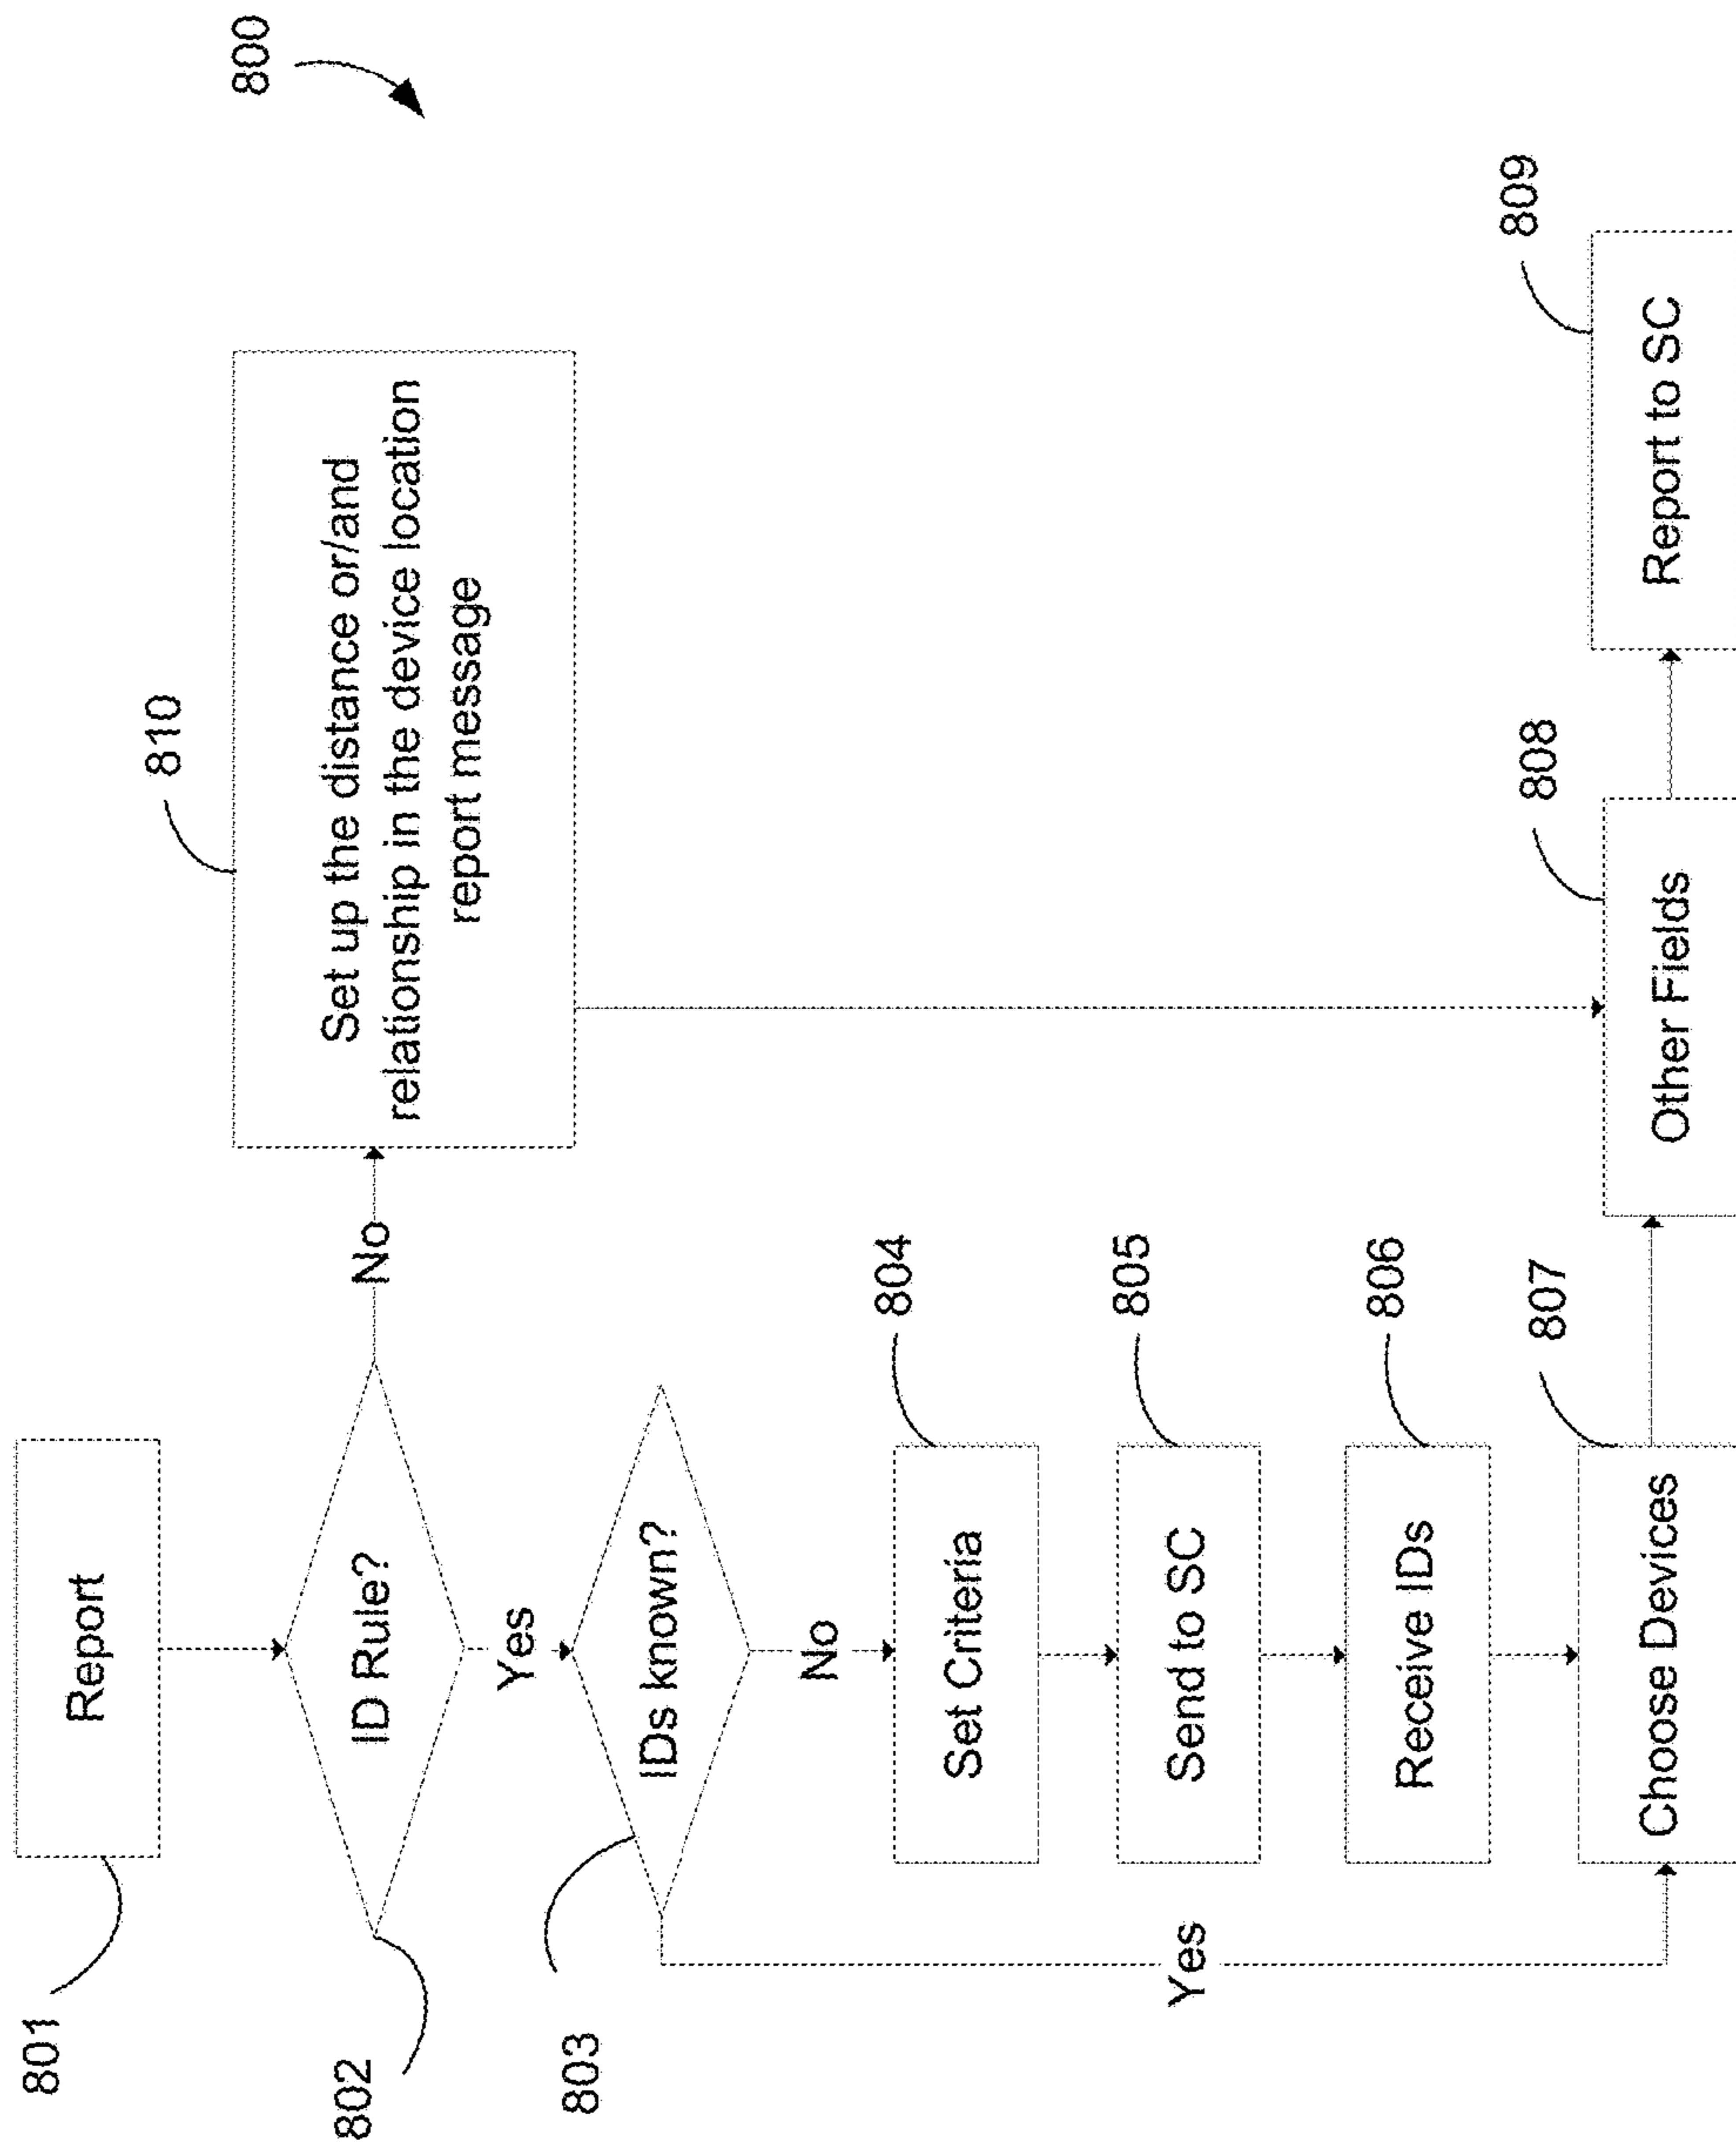 800
801
Report
802
ID Rule?
No
810
Set up the distance or/and
relationship in the device location
report message
Yes
803
IDs known?
No
Yes
804
Set Criteria
805
Send to SC
806
Receive IDs
807
Choose Devices
808
Other Fields
809
Report to SC